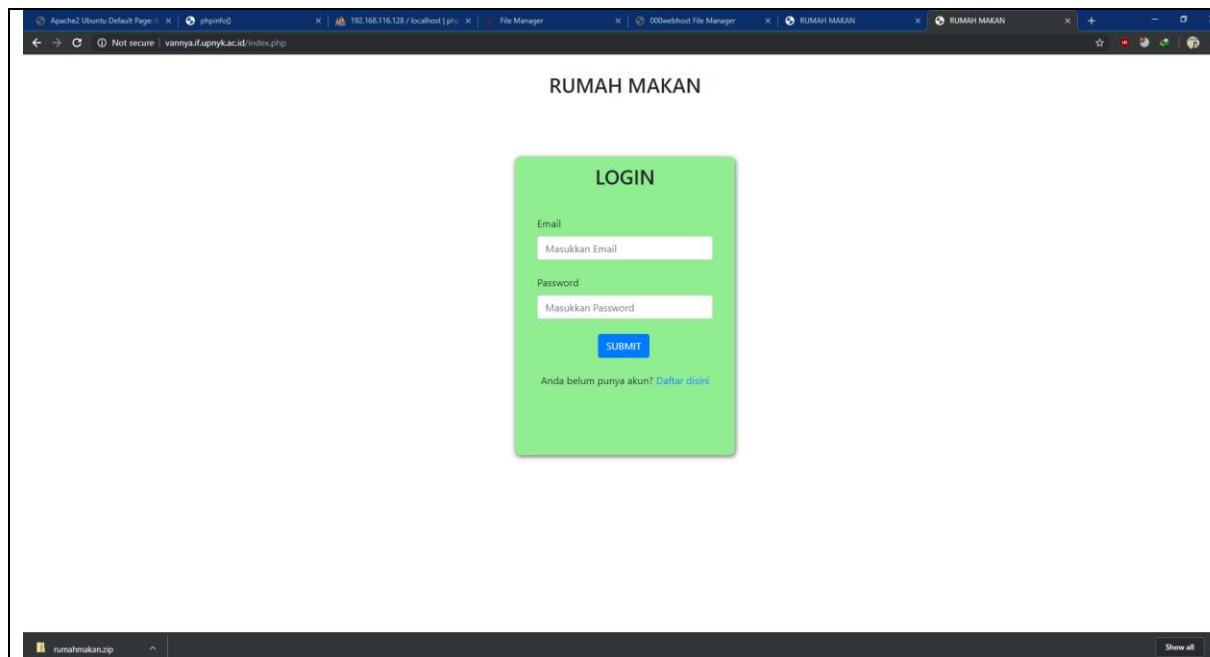 Apache2 Ubuntu Default Page: It
phpinfo()
192.168.116.128 / localhost | php
File Manager
000webhost File Manager
RUMAH MAKAN
RUMAH MAKAN
Not secure | vannya.if.upnyk.ac.id/index.php
RUMAH MAKAN
LOGIN
Email
Masukkan Email
Password
Masukkan Password
SUBMIT
Anda belum punya akun? Daftar disini
rumahmakan.zip
Show all